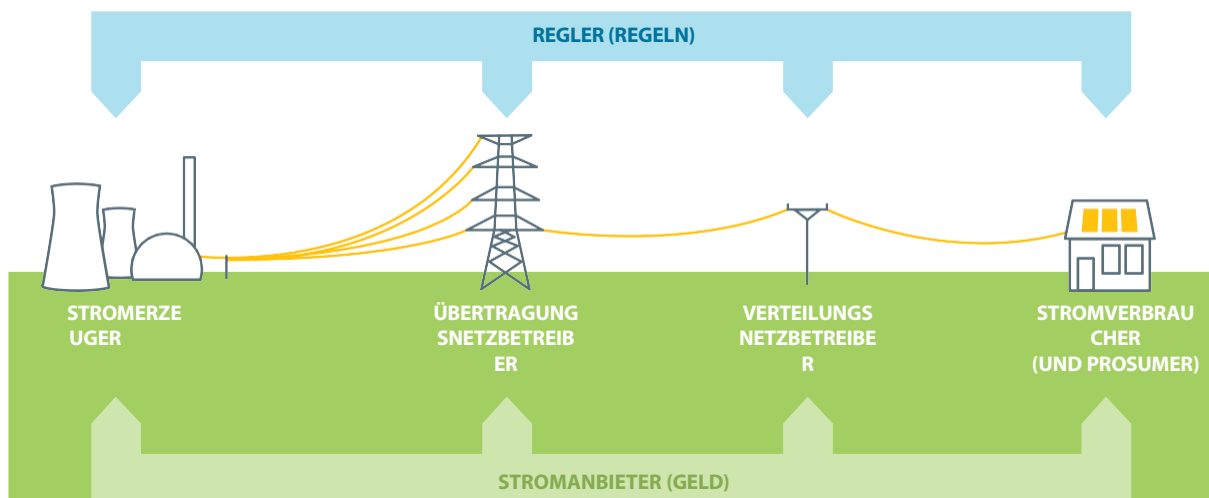 REGLER (REGELN)
STROMERZE
UGER
ÜBERTRAGUNG
SNETZBETREIB
ER
VERTEILUNGS
NETZBETREIBE
R
STROMVERBRAU
CHER
(UND PROSUMER)
STROMANBIETER (GELD)